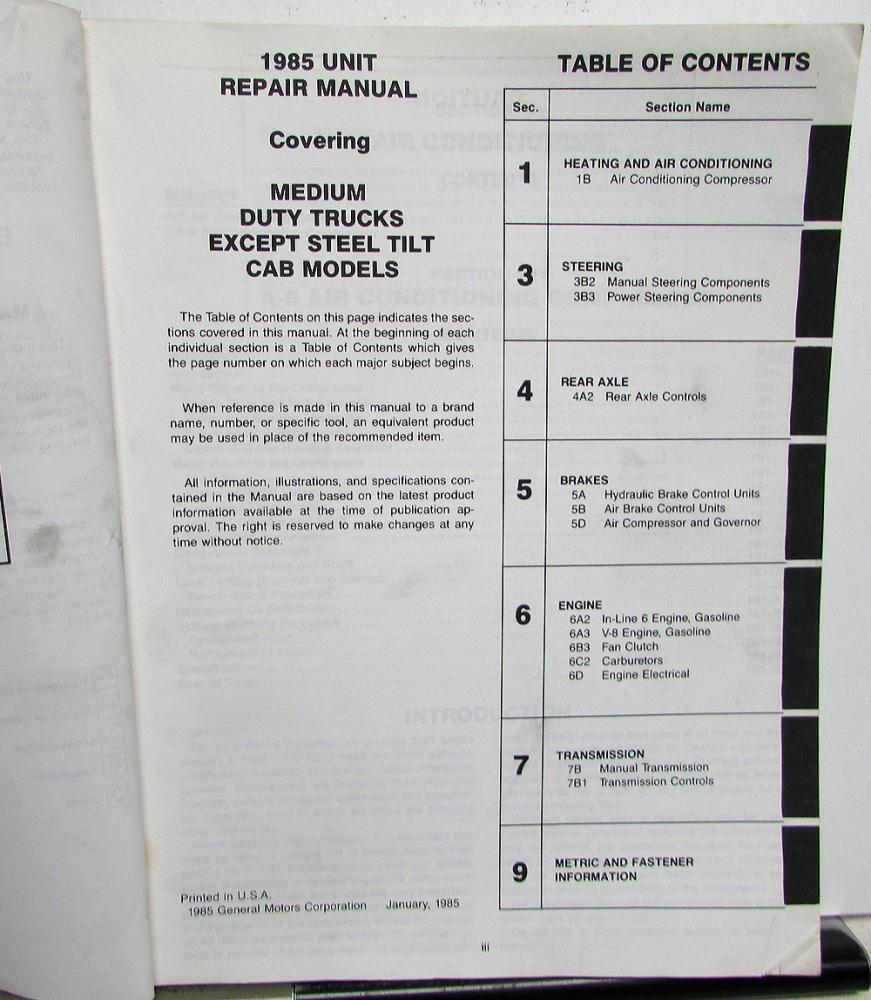 1985 UNIT
REPAIR MANUAL
Covering
MEDIUM
DUTY TRUCKS
EXCEPT STEEL TILT
CAB MODELS
The Table of Contents on this page indicates the sec-
tions covered in this manual. At the beginning of each
individual section is a Table of Contents which gives
the page number on which each major subject begins.
When reference is made in this manual to a brand
name, number, or specific tool, an equivalent product
may be used in place of the recommended item.
All information, illustrations, and specifications con-
tained in the Manual are based on the latest product
information available at the time of publication ap-
proval. The right is reserved to make changes at any
time without notice.
Printed in U.S.A.
1985 General Motors Corporation January, 1985
TABLE OF CONTENTS
Sec. Section Name
1 HEATING AND AIR CONDITIONING
1B Air Conditioning Compressor
3 STEERING
3B2 Manual Steering Components
3B3 Power Steering Components
4 REAR AXLE
4A2 Rear Axle Controls
5 BRAKES
5A Hydraulic Brake Control Units
5B Air Brake Control Units
5D Air Compressor and Governor
6 ENGINE
6A2 In-Line 6 Engine, Gasoline
6A3 V-8 Engine, Gasoline
6B3 Fan Clutch
6C2 Carburetors
6D Engine Electrical
7 TRANSMISSION
7B Manual Transmission
7B1 Transmission Controls
9 METRIC AND FASTENER
INFORMATION
iii